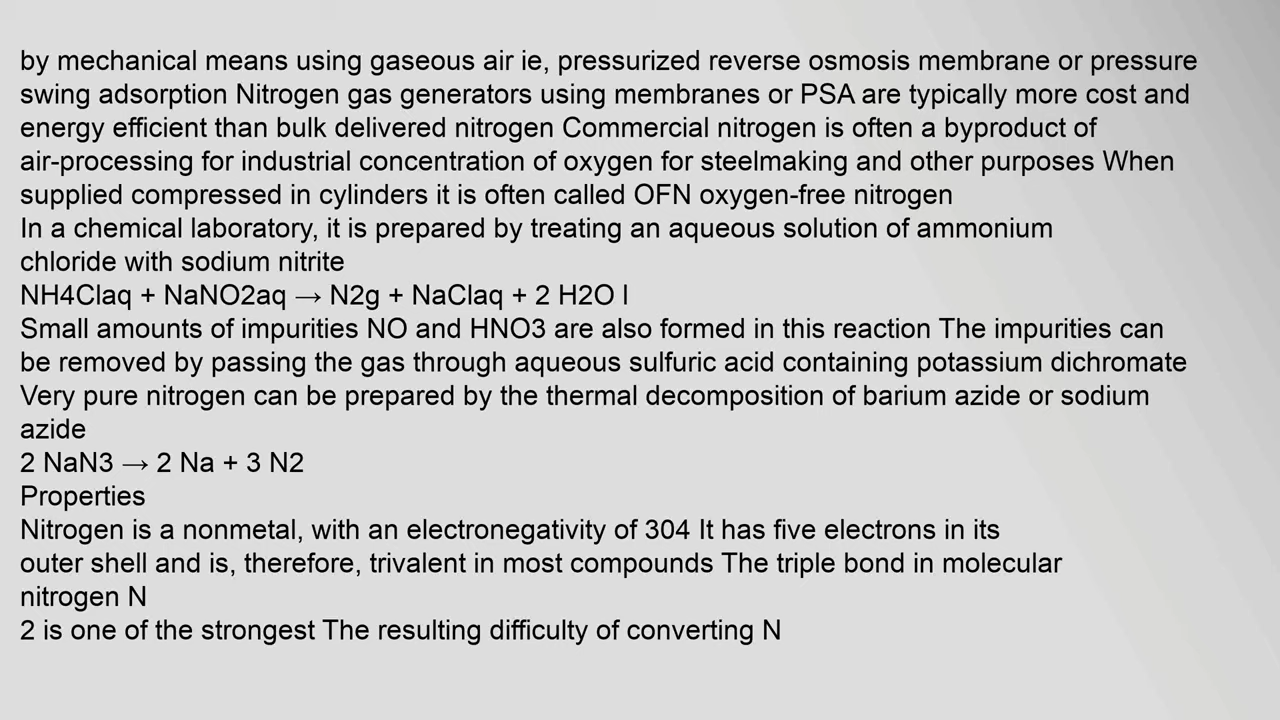 by mechanical means using gaseous air ie, pressurized reverse osmosis membrane or pressure
swing adsorption Nitrogen gas generators using membranes or PSA are typically more cost and
energy efficient than bulk delivered nitrogen Commercial nitrogen is often a byproduct of
air-processing for industrial concentration of oxygen for steelmaking and other purposes When
supplied compressed in cylinders it is often called OFN oxygen-free nitrogen
In a chemical laboratory, it is prepared by treating an aqueous solution of ammonium
chloride with sodium nitrite
NH4Claq + NaNO2aq → N2g + NaClaq + 2 H2O l
Small amounts of impurities NO and HNO3 are also formed in this reaction The impurities can
be removed by passing the gas through aqueous sulfuric acid containing potassium dichromate
Very pure nitrogen can be prepared by the thermal decomposition of barium azide or sodium
azide
2 NaN3 → 2 Na + 3 N2
Properties
Nitrogen is a nonmetal, with an electronegativity of 304 It has five electrons in its
outer shell and is, therefore, trivalent in most compounds The triple bond in molecular
nitrogen N
2 is one of the strongest The resulting difficulty of converting N